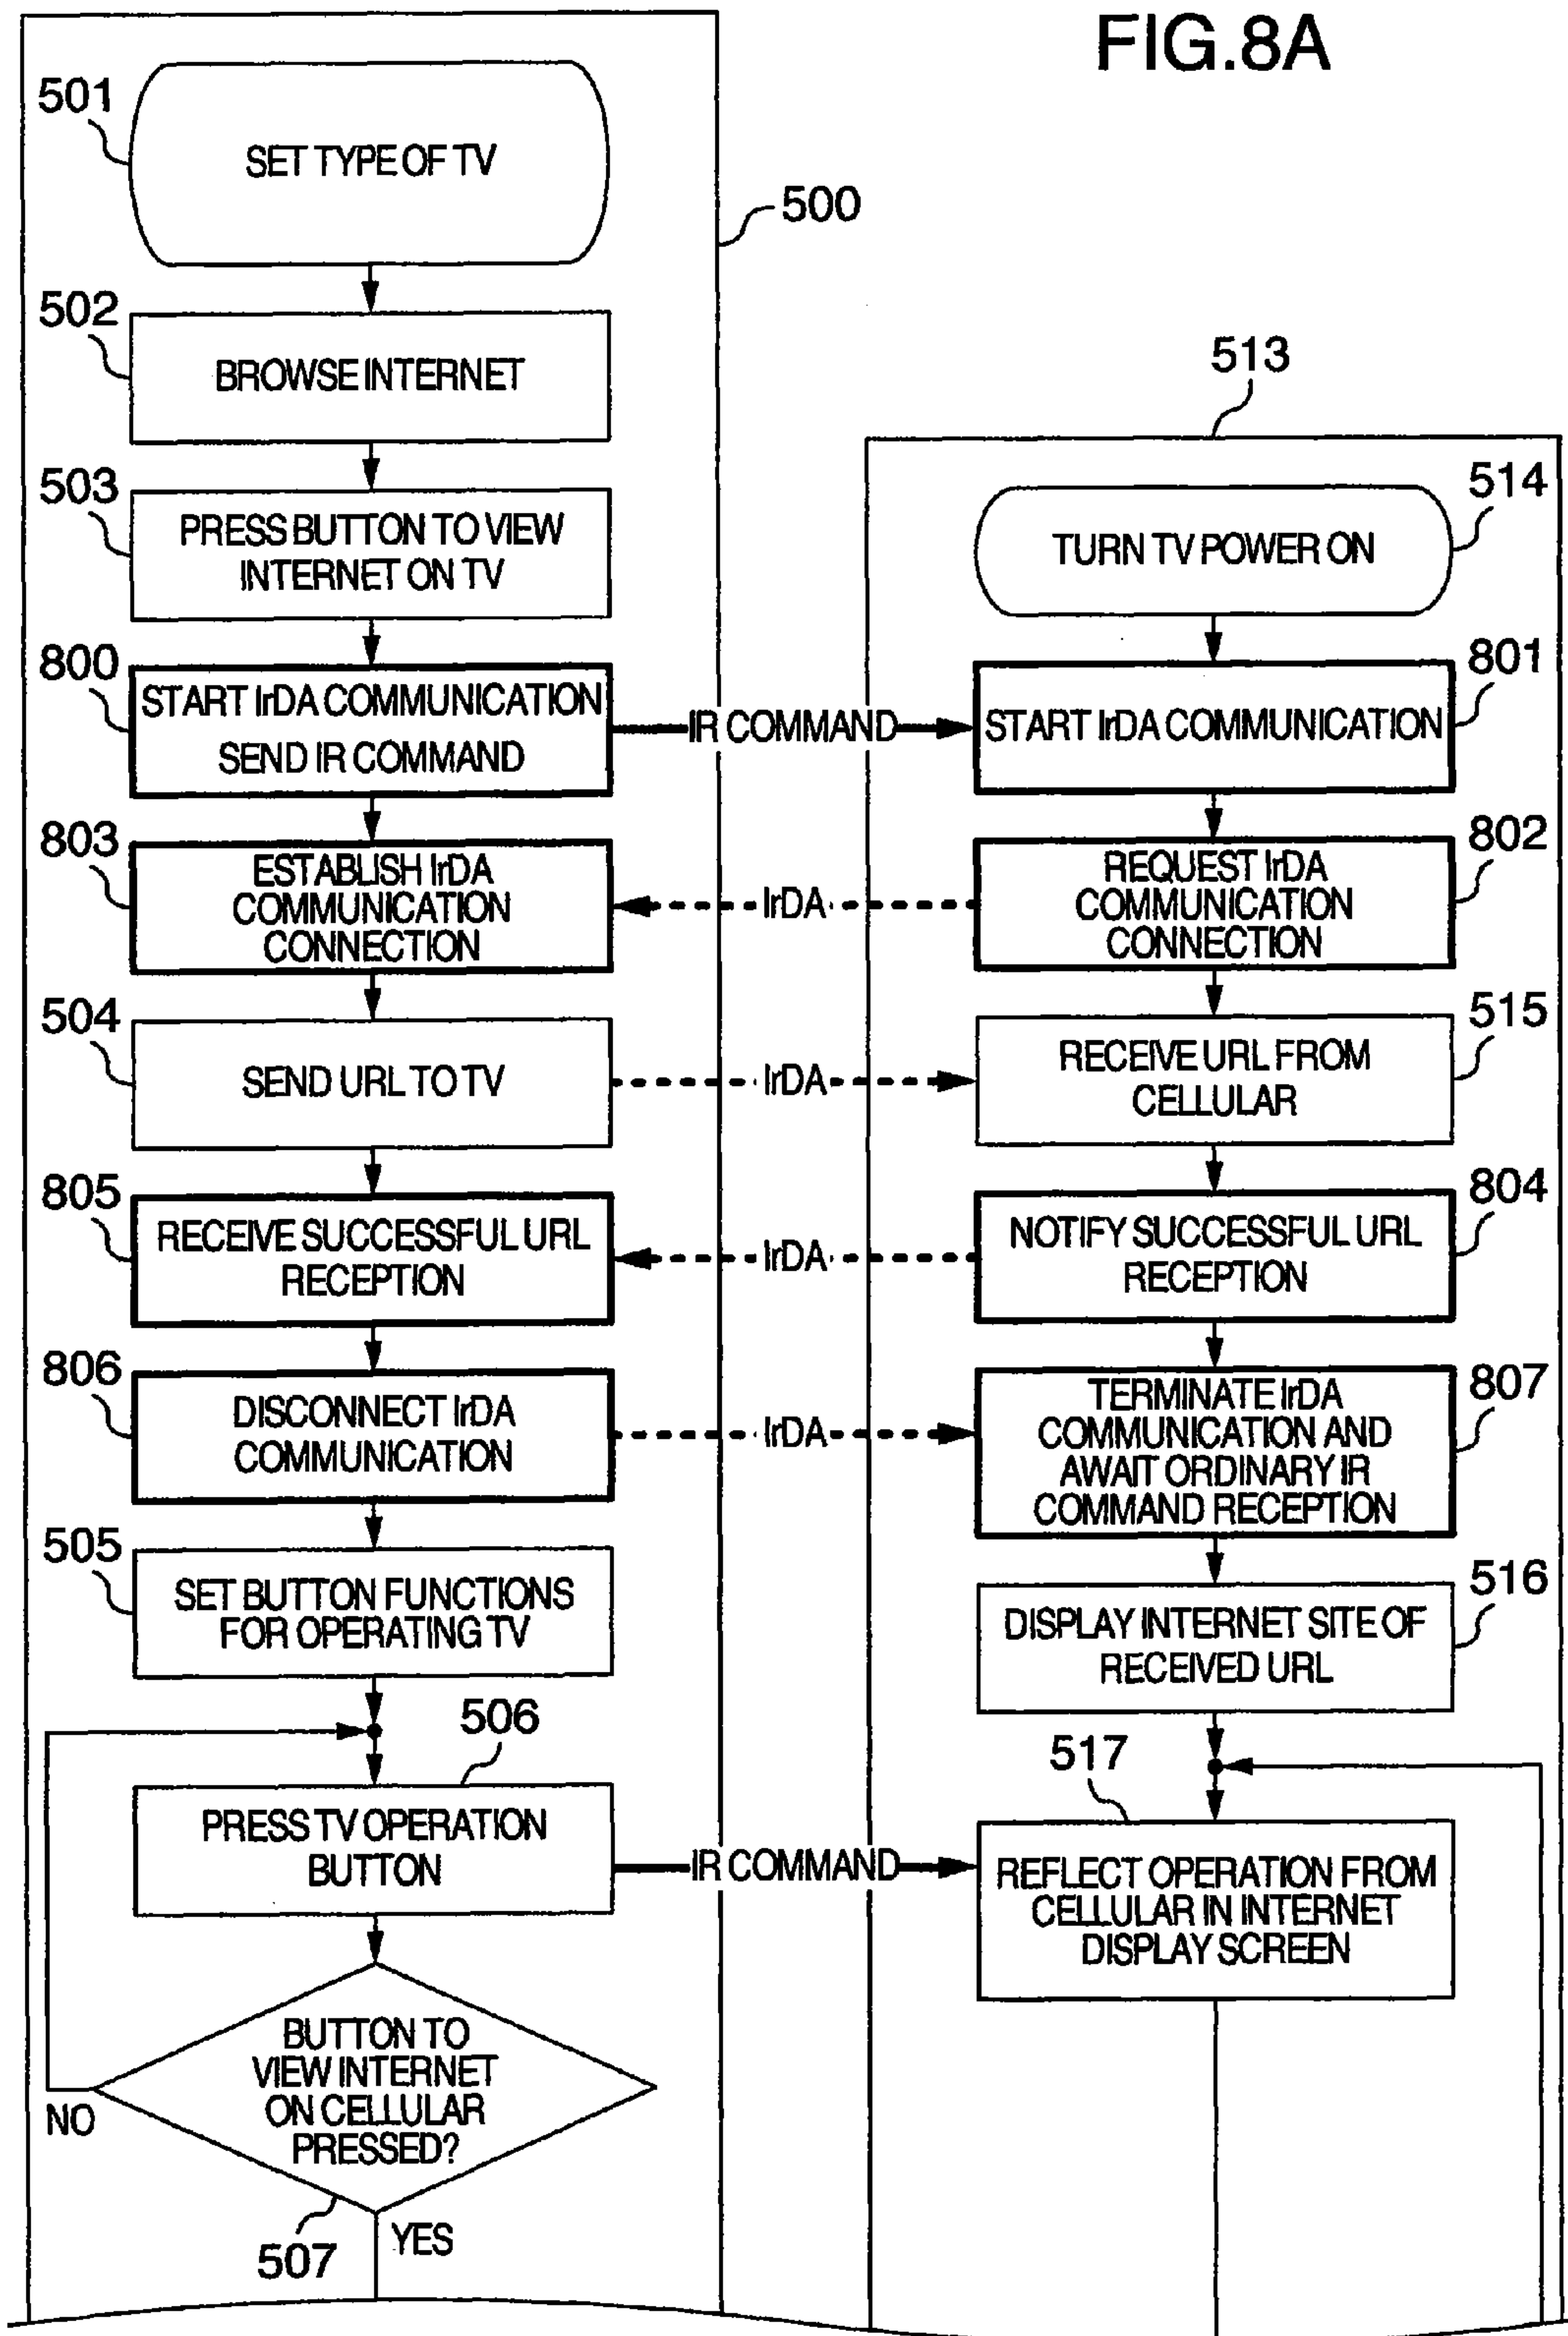 FIG.8A
501
SET TYPE OF TV
500
502
BROWSE INTERNET
503
PRESS BUTTON TO VIEW
INTERNET ON TV
513
514
TURN TV POWER ON
800
START IrDA COMMUNICATION
SEND IR COMMAND
IR COMMAND
801
START IrDA COMMUNICATION
803
ESTABLISH IrDA
COMMUNICATION
CONNECTION
IrDA
802
REQUEST IrDA
COMMUNICATION
CONNECTION
504
SEND URL TO TV
IrDA
515
RECEIVE URL FROM
CELLULAR
805
RECEIVE SUCCESSFUL URL
RECEPTION
IrDA
804
NOTIFY SUCCESSFUL URL
RECEPTION
806
DISCONNECT IrDA
COMMUNICATION
IrDA
807
TERMINATE IrDA
COMMUNICATION AND
AWAIT ORDINARY IR
COMMAND RECEPTION
505
SET BUTTON FUNCTIONS
FOR OPERATING TV
516
DISPLAY INTERNET SITE OF
RECEIVED URL
506
PRESS TV OPERATION
BUTTON
IR COMMAND
517
REFLECT OPERATION FROM
CELLULAR IN INTERNET
DISPLAY SCREEN
BUTTON TO
VIEW INTERNET
ON CELLULAR
PRESSED?
NO
507
YES